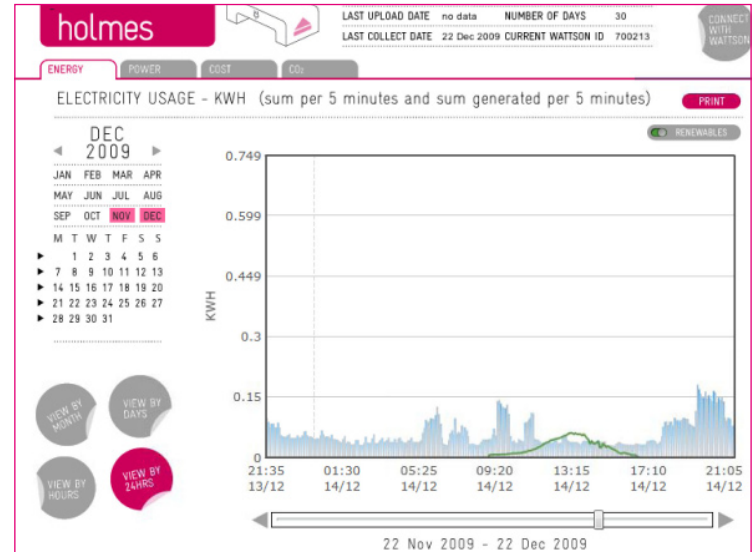 holmes
LAST UPLOAD DATE no data NUMBER OF DAYS 30
LAST COLLECT DATE 22 Dec 2009 CURRENT WATTSON ID 700213
CONNECT
WITH
WATTSON
ENERGY POWER COST CO₂
ELECTRICITY USAGE - KWH (sum per 5 minutes and sum generated per 5 minutes)
PRINT
RENEWABLES
DEC
2009
JAN FEB MAR APR
MAY JUN JUL AUG
SEP OCT NOV DEC
M T W T F S S
1 2 3 4 5 6
7 8 9 10 11 12 13
14 15 16 17 18 19 20
21 22 23 24 25 26 27
28 29 30 31
VIEW BY
MONTH
VIEW BY
DAYS
VIEW BY
HOURS
VIEW BY
24HRS
KWH
0.749
0.599
0.449
0.3
0.15
0
21:35 01:30 05:25 09:20 13:15 17:10 21:05
13/12 14/12 14/12 14/12 14/12 14/12 14/12
22 Nov 2009 - 22 Dec 2009